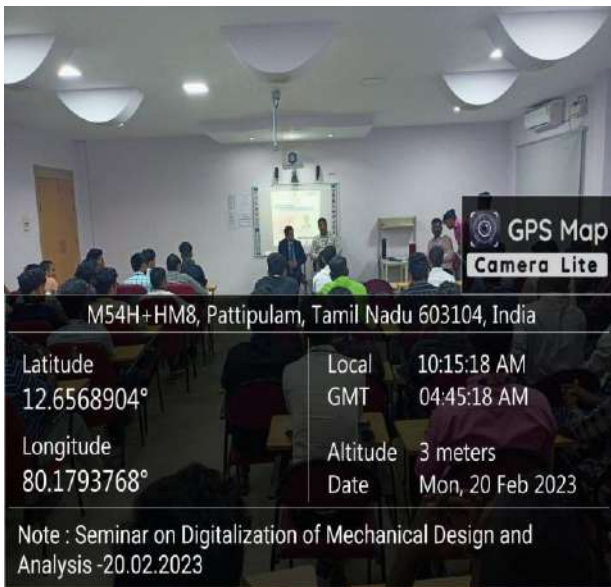 GPS Map
Camera Lite
M54H+HM8, Pattipulam, Tamil Nadu 603104, India
Latitude
12.6568904°
Local 10:15:18 AM
GMT 04:45:18 AM
Longitude
80.1793768°
Altitude 3 meters
Date Mon, 20 Feb 2023
Note : Seminar on Digitalization of Mechanical Design and
Analysis -20.02.2023